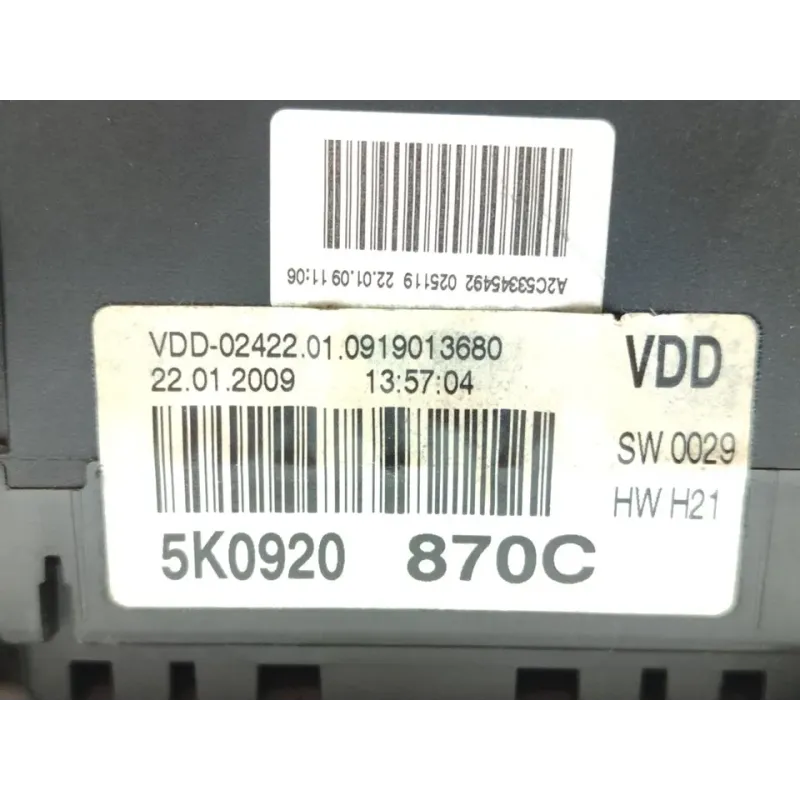 A2C53345492 025119 22.01.09 11:06
VDD-02422.01.0919013680
22.01.2009 13:57:04
VDD
SW 0029
HW H21
5K0920 870C